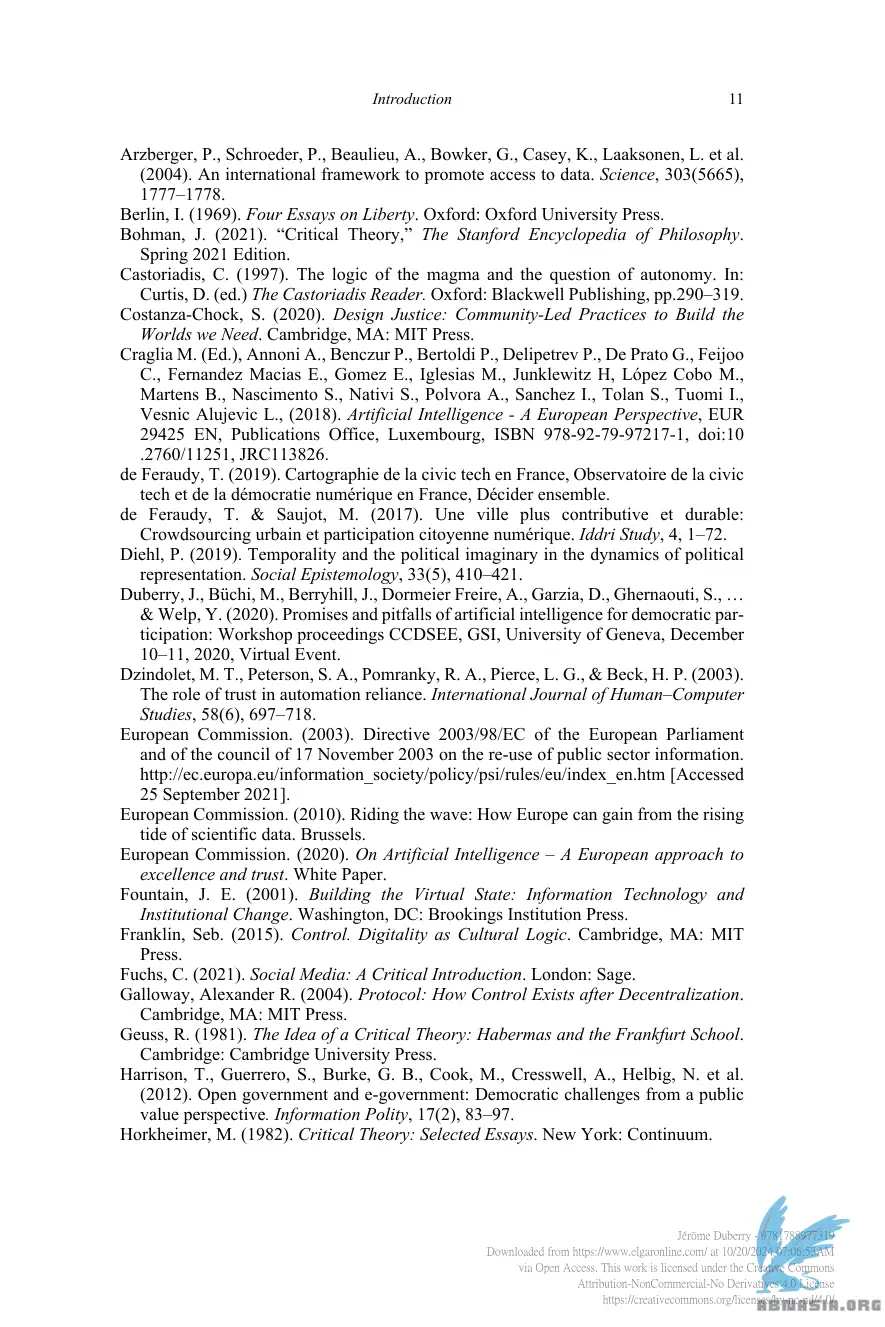 Introduction 11
Arzberger, P., Schroeder, P., Beaulieu, A., Bowker, G., Casey, K., Laaksonen, L. et al.
(2004). An international framework to promote access to data. Science, 303(5665),
1777–1778.
Berlin, I. (1969). Four Essays on Liberty. Oxford: Oxford University Press.
Bohman, J. (2021). “Critical Theory,” The Stanford Encyclopedia of Philosophy.
Spring 2021 Edition.
Castoriadis, C. (1997). The logic of the magma and the question of autonomy. In:
Curtis, D. (ed.) The Castoriadis Reader. Oxford: Blackwell Publishing, pp.290–319.
Costanza-Chock, S. (2020). Design Justice: Community-Led Practices to Build the
Worlds we Need. Cambridge, MA: MIT Press.
Craglia M. (Ed.), Annoni A., Benczur P., Bertoldi P., Delipetrev P., De Prato G., Feijoo
C., Fernandez Macias E., Gomez E., Iglesias M., Junklewitz H, López Cobo M.,
Martens B., Nascimento S., Nativi S., Polvora A., Sanchez I., Tolan S., Tuomi I.,
Vesnic Alujevic L., (2018). Artificial Intelligence - A European Perspective, EUR
29425 EN, Publications Office, Luxembourg, ISBN 978-92-79-97217-1, doi:10
.2760/11251, JRC113826.
de Feraudy, T. (2019). Cartographie de la civic tech en France, Observatoire de la civic
tech et de la démocratie numérique en France, Décider ensemble.
de Feraudy, T. & Saujot, M. (2017). Une ville plus contributive et durable:
Crowdsourcing urbain et participation citoyenne numérique. Iddri Study, 4, 1–72.
Diehl, P. (2019). Temporality and the political imaginary in the dynamics of political
representation. Social Epistemology, 33(5), 410–421.
Duberry, J., Büchi, M., Berryhill, J., Dormeier Freire, A., Garzia, D., Ghernaouti, S., …
& Welp, Y. (2020). Promises and pitfalls of artificial intelligence for democratic par-
ticipation: Workshop proceedings CCDSEE, GSI, University of Geneva, December
10–11, 2020, Virtual Event.
Dzindolet, M. T., Peterson, S. A., Pomranky, R. A., Pierce, L. G., & Beck, H. P. (2003).
The role of trust in automation reliance. International Journal of Human–Computer
Studies, 58(6), 697–718.
European Commission. (2003). Directive 2003/98/EC of the European Parliament
and of the council of 17 November 2003 on the re-use of public sector information.
http://ec.europa.eu/information_society/policy/psi/rules/eu/index_en.htm [Accessed
25 September 2021].
European Commission. (2010). Riding the wave: How Europe can gain from the rising
tide of scientific data. Brussels.
European Commission. (2020). On Artificial Intelligence – A European approach to
excellence and trust. White Paper.
Fountain, J. E. (2001). Building the Virtual State: Information Technology and
Institutional Change. Washington, DC: Brookings Institution Press.
Franklin, Seb. (2015). Control. Digitality as Cultural Logic. Cambridge, MA: MIT
Press.
Fuchs, C. (2021). Social Media: A Critical Introduction. London: Sage.
Galloway, Alexander R. (2004). Protocol: How Control Exists after Decentralization.
Cambridge, MA: MIT Press.
Geuss, R. (1981). The Idea of a Critical Theory: Habermas and the Frankfurt School.
Cambridge: Cambridge University Press.
Harrison, T., Guerrero, S., Burke, G. B., Cook, M., Cresswell, A., Helbig, N. et al.
(2012). Open government and e-government: Democratic challenges from a public
value perspective. Information Polity, 17(2), 83–97.
Horkheimer, M. (1982). Critical Theory: Selected Essays. New York: Continuum.
Jérôme Duberry - 9781788977319
Downloaded from https://www.elgaronline.com/ at 10/20/2024 07:06:53AM
via Open Access. This work is licensed under the Creative Commons
Attribution-NonCommercial-No Derivatives 4.0 License
https://creativecommons.org/licenses/by-nc-nd/4.0/
ABTNASIA.ORG